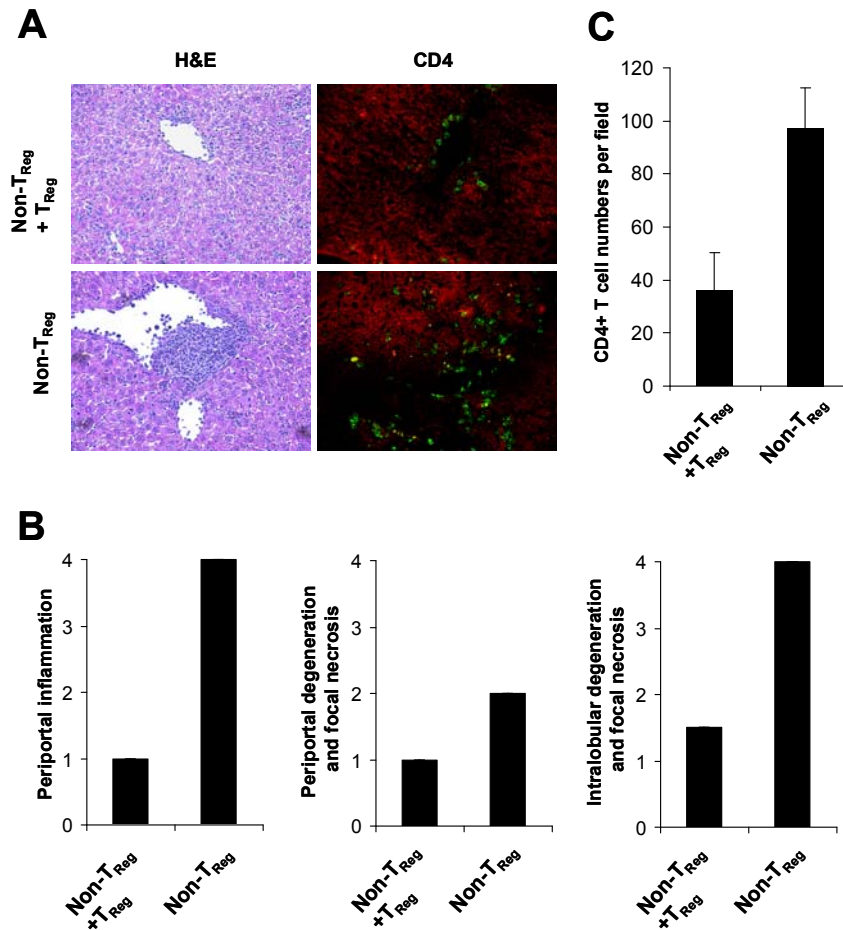 A
H&E
CD4
Non-TReg
+ TReg
Non-TReg
C
CD4+ T cell numbers per field
120
100
80
60
40
20
0
Non-TReg
+TReg
Non-TReg
B
Periportal inflammation
4
3
2
1
0
Non-TReg
+TReg
Non-TReg
Periportal degeneration
and focal necrosis
4
3
2
1
0
Non-TReg
+TReg
Non-TReg
Intralobular degeneration
and focal necrosis
4
3
2
1
0
Non-TReg
+TReg
Non-TReg